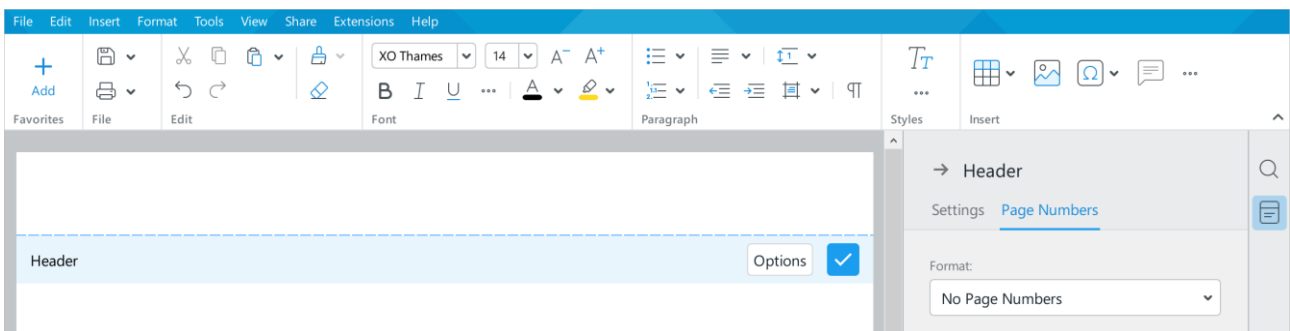 File Edit Insert Format Tools View Share Extensions Help
XO Thames 14 A− A+
Add B I U A
Favorites File Edit Font Paragraph Styles Insert
Header
Settings Page Numbers
Header Options
Format:
No Page Numbers